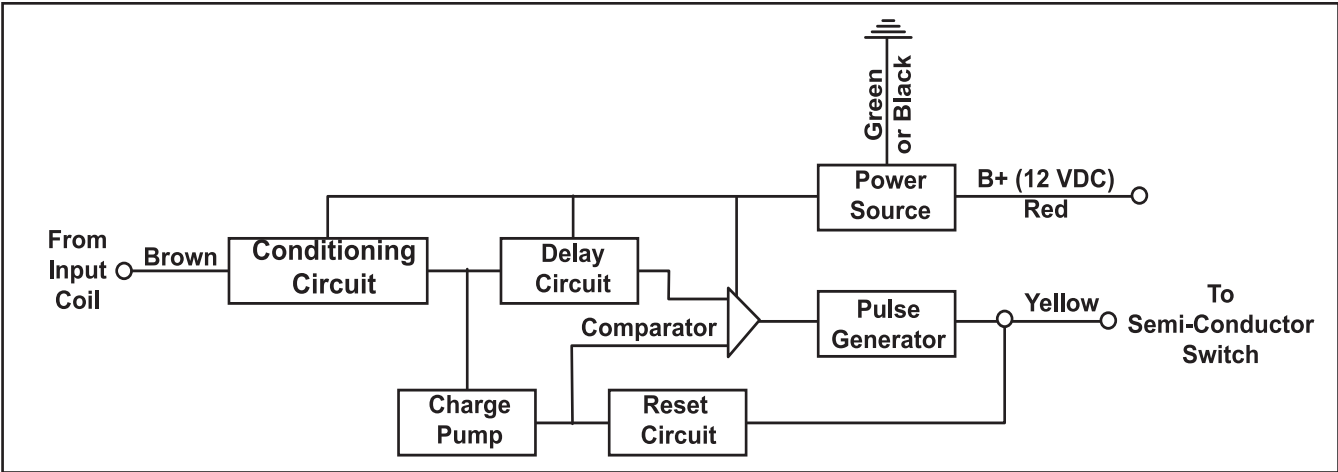 Green
or Black
Power
Source
B+ (12 VDC)
Red
From
Input
Coil
Brown
Conditioning
Circuit
Delay
Circuit
Comparator
Pulse
Generator
Yellow
To
Semi-Conductor
Switch
Charge
Pump
Reset
Circuit